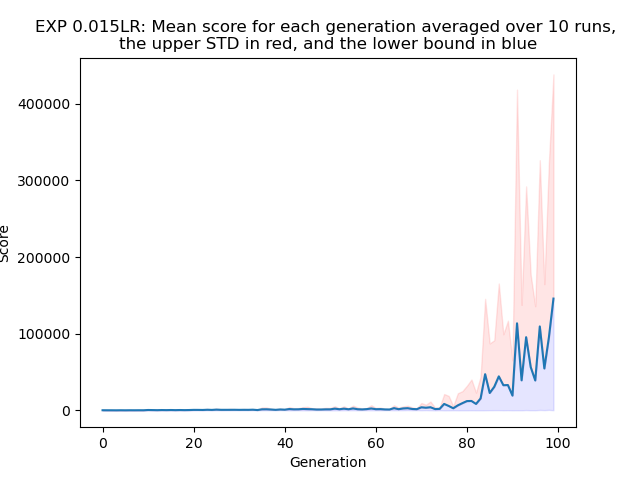 EXP 0.015LR: Mean score for each generation averaged over 10 runs,
the upper STD in red, and the lower bound in blue
400000
300000
200000
100000
0
Score
0 20 40 60 80 100
Generation